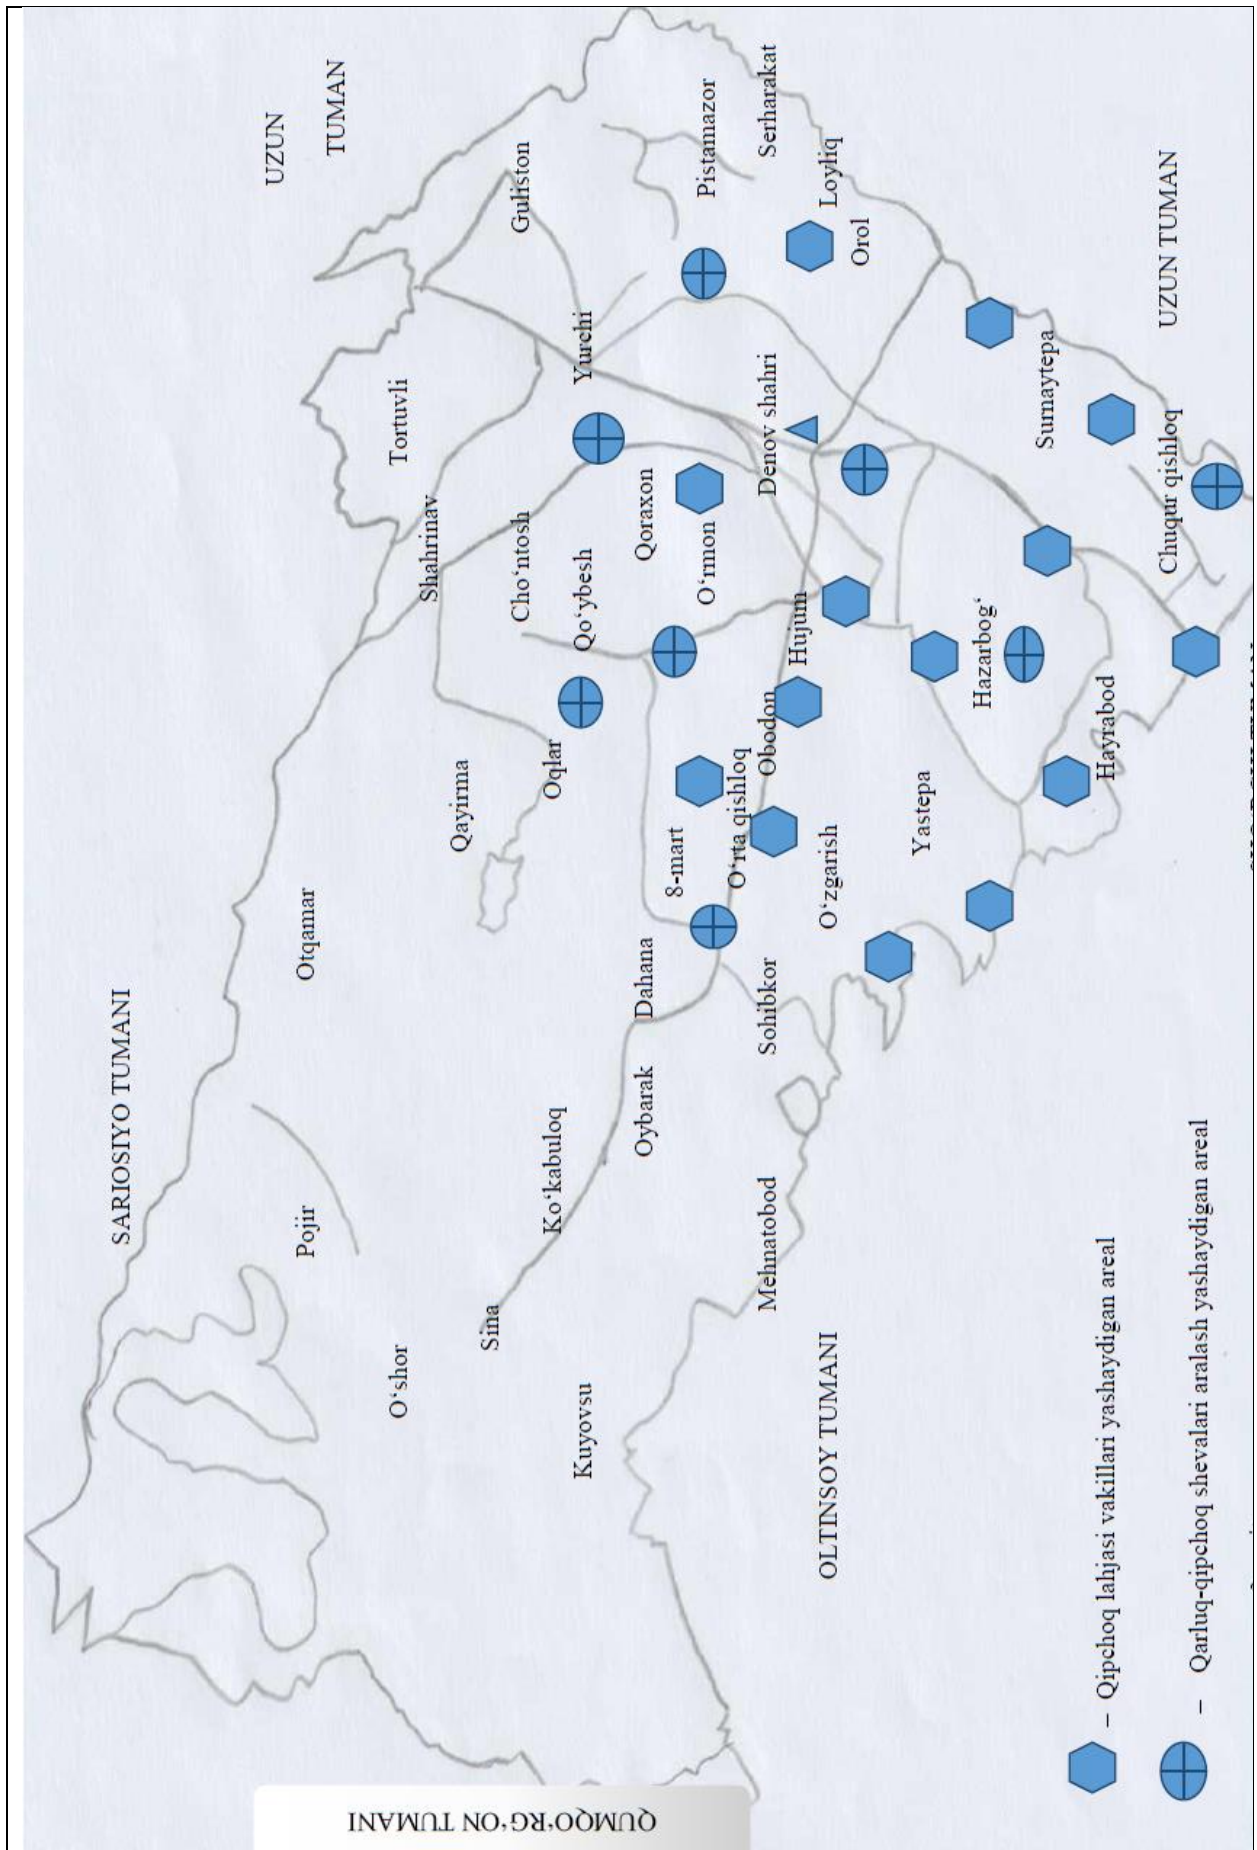 SARIOSIYO TUMANI
UZUN
TUMAN
Pojir
Otqamar
O‘shor
Tortuvli
Shahrinav
Qayirma
Sina
Cho‘ntosh
Guliston
Ko‘kabuloq
Oqlar
Kuyovsu
Qo‘ybesh
Yurchi
Oybarak
Dahana
Qoraxon
8-mart
O‘rmon
Pistamazor
O‘rta qishloq
Mehnatobod
Sohibkor
Obodon
Denov shahri
Serharakat
Hujum
OLTINSOY TUMANI
O‘zgarish
Loyliq
Orol
Yastepa
Hazarbog‘
Surnaytepa
Hayrabod
Chuqur qishloq
UZUN TUMAN
QUMQO‘RG‘ON TUMANI
– Qipchoq lahjasi vakillari yashaydigan areal
– Qarluq-qipchoq shevalari aralash yashaydigan areal